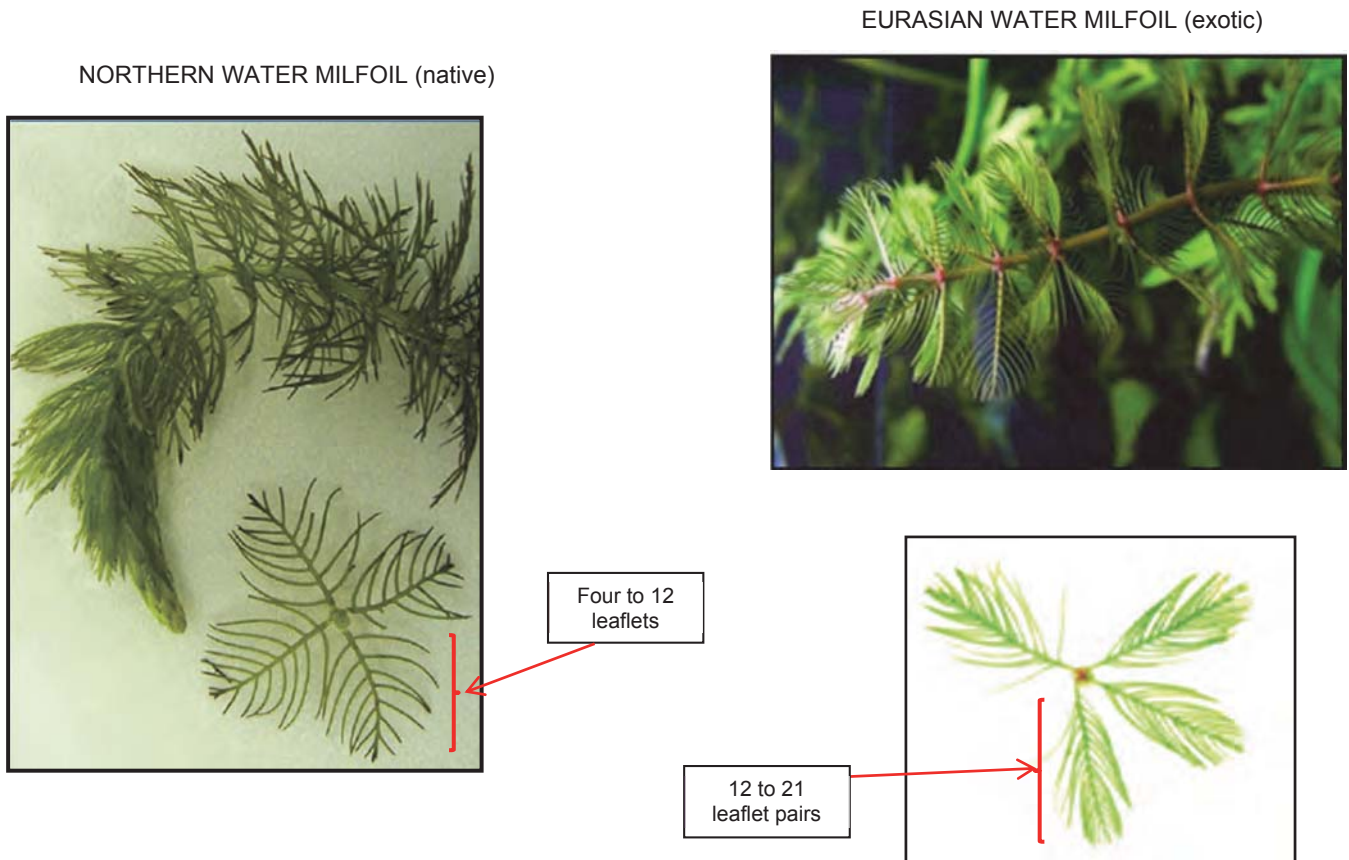 EURASIAN WATER MILFOIL (exotic)
NORTHERN WATER MILFOIL (native)
Four to 12
leaflets
12 to 21
leaflet pairs